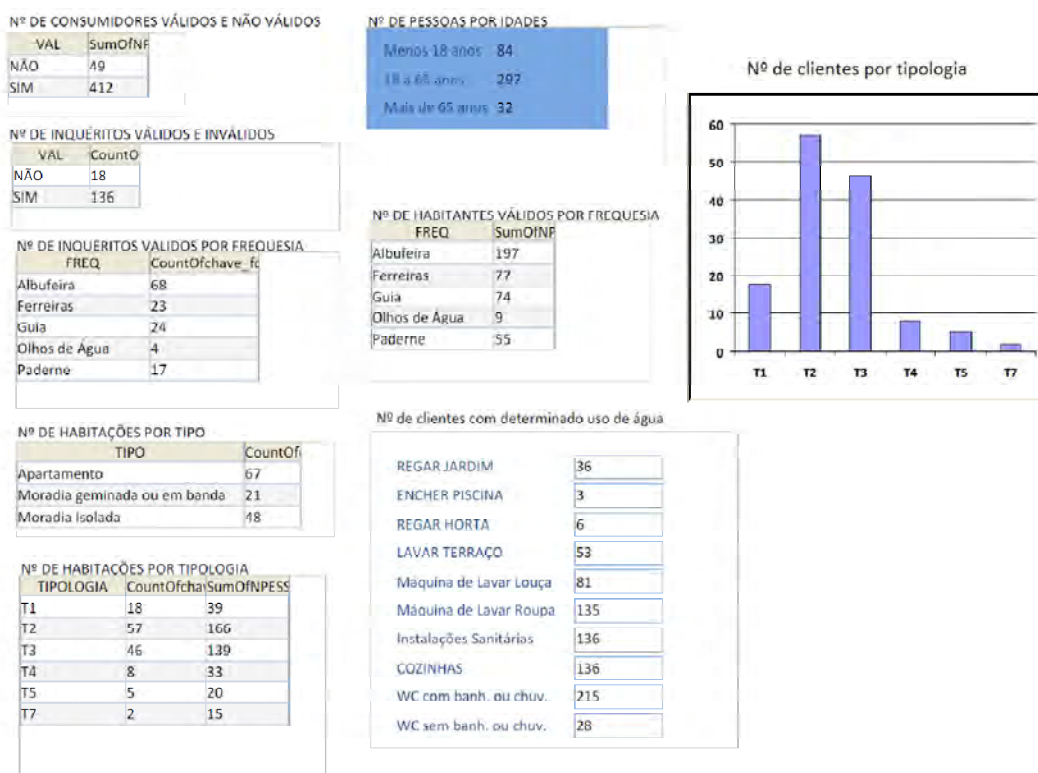 Nº DE CONSUMIDORES VÁLIDOS E NÃO VÁLIDOS
VAL SumOfNP
NÃO 49
SIM 412
Nº DE INQUÉRITOS VÁLIDOS E INVÁLIDOS
VAL CountO
NÃO 18
SIM 136
Nº DE INQUERITOS VALIDOS POR FREQUESIA
FREQ CountOfchave_fo
Albufeira 68
Ferreiras 23
Guia 24
Olhos de Água 4
Paderne 17
Nº DE HABITAÇÕES POR TIPO
TIPO CountOf
Apartamento 67
Moradia geminada ou em banda 21
Moradia Isolada 48
Nº DE HABITAÇÕES POR TIPOLOGIA
TIPOLOGIA CountOfcha SumOfNPESS
T1 18 39
T2 57 166
T3 46 139
T4 8 33
T5 5 20
T7 2 15
Nº DE PESSOAS POR IDADES
Menos 18 anos 84
18 a 65 anos 297
Mais de 65 anos 32
Nº DE HABITANTES VÁLIDOS POR FREQUESIA
FREQ SumOfNP
Albufeira 197
Ferreiras 77
Guia 74
Olhos de Água 9
Paderne 55
Nº de clientes com determinado uso de água
REGAR JARDIM 36
ENCHER PISCINA 3
REGAR HORTA 6
LAVAR TERRAÇO 53
Máquina de Lavar Louça 81
Máquina de Lavar Roupa 135
Instalações Sanitárias 136
COZINHAS 136
WC com banh. ou chuv. 215
WC sem banh. ou chuv. 28
Nº de clientes por tipologia
60
50
40
30
20
10
0
T1 T2 T3 T4 T5 T7